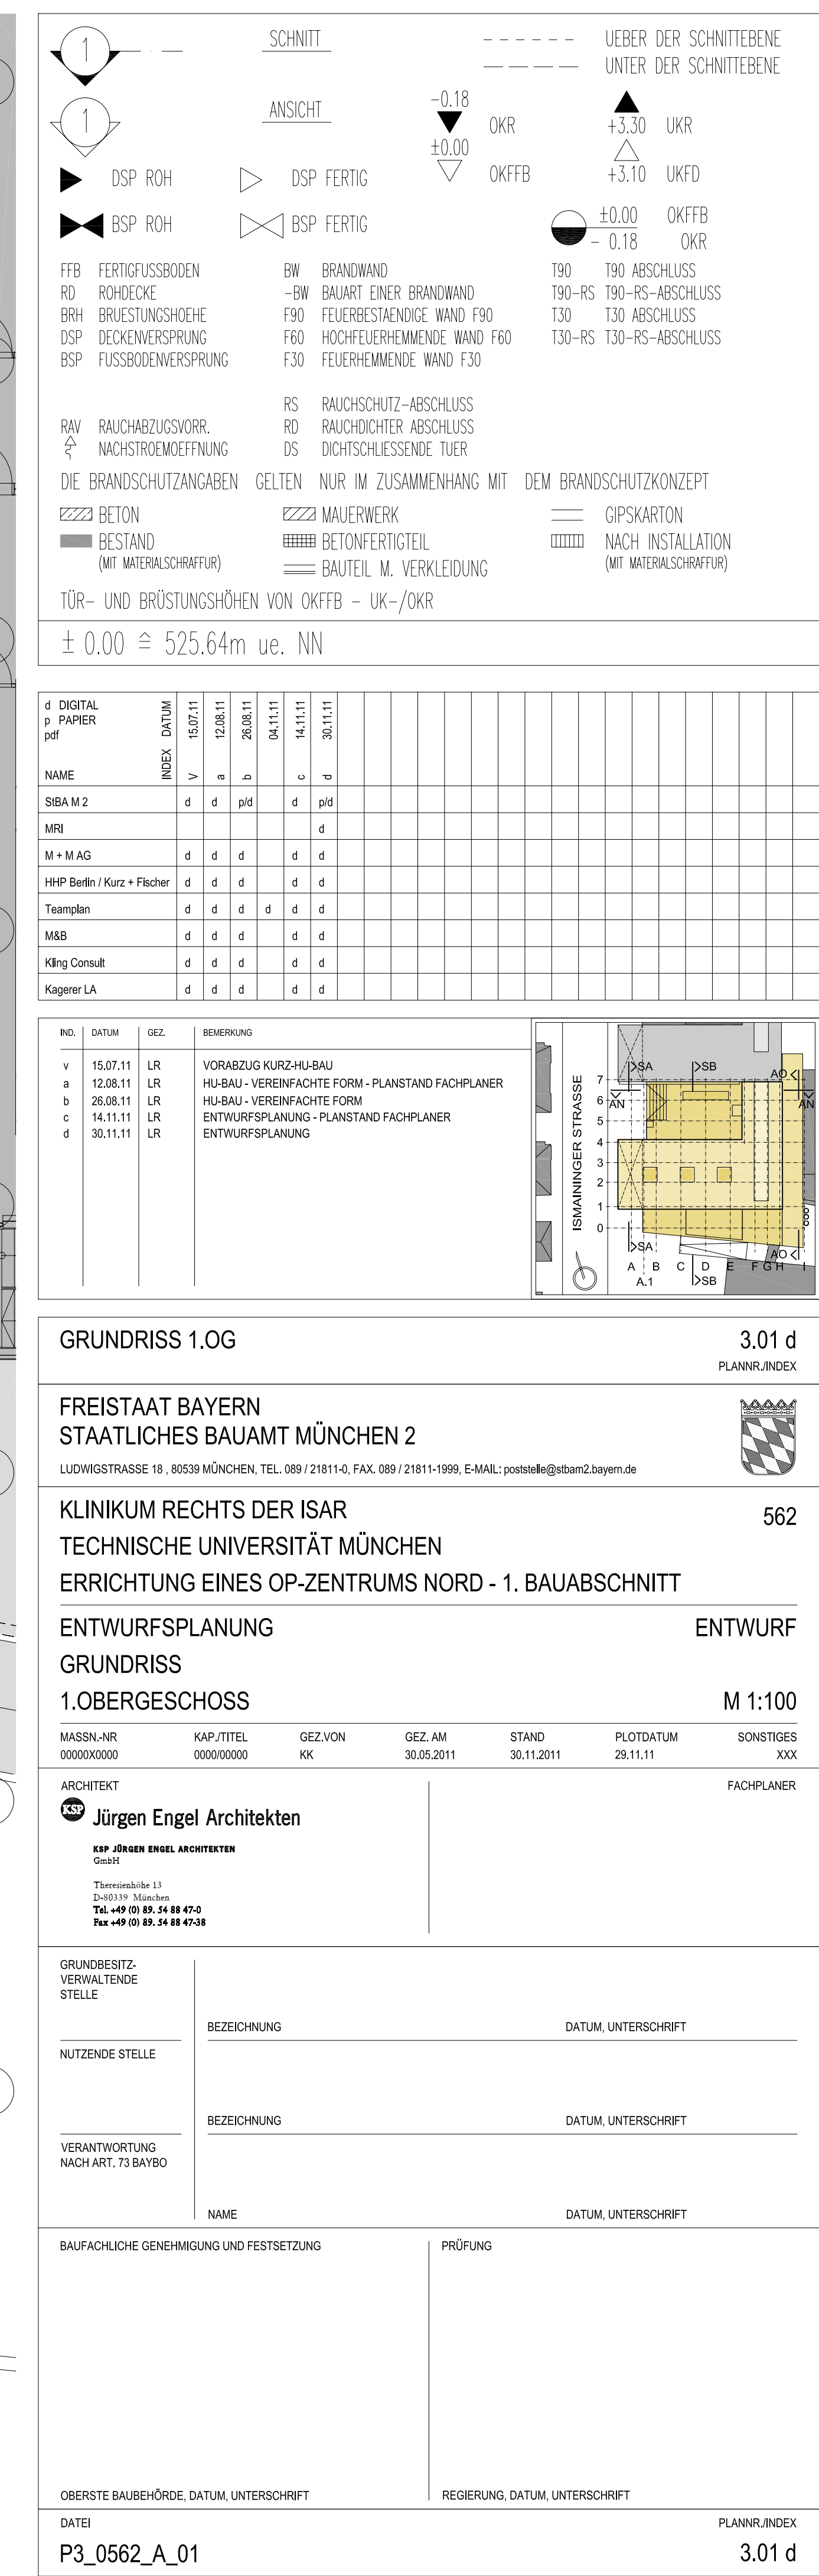 1 SCHNITT UEBER DER SCHNITTEBENE
UNTER DER SCHNITTEBENE
1 ANSICHT
-0.18 OKR +3.30 UKR
±0.00 OKFFB +3.10 UKFD
DSP ROH DSP FERTIG
BSP ROH BSP FERTIG ±0.00 OKFFB
- 0.18 OKR
FFB FERTIGFUSSBODEN BW BRANDWAND T90 T90 ABSCHLUSS
RD ROHDECKE -BW BAUART EINER BRANDWAND T90-RS T90-RS-ABSCHLUSS
BRH BRUESTUNGSHOEHE F90 FEUERBESTAENDIGE WAND F90 T30 T30 ABSCHLUSS
DSP DECKENVERSPRUNG F60 HOCHFEUERHEMMENDE WAND F60 T30-RS T30-RS-ABSCHLUSS
BSP FUSSBODENVERSPRUNG F30 FEUERHEMMENDE WAND F30
RS RAUCHSCHUTZ-ABSCHLUSS
RAV RAUCHABZUGSVORR. RD RAUCHDICHTER ABSCHLUSS
NACHSTROEMOEFFNUNG DS DICHTSCHLIESSENDE TUER
DIE BRANDSCHUTZANGABEN GELTEN NUR IM ZUSAMMENHANG MIT DEM BRANDSCHUTZKONZEPT
BETON MAUERWERK GIPSKARTON
BESTAND BETONFERTIGTEIL NACH INSTALLATION
(MIT MATERIALSCHRAFFUR) BAUTEIL M. VERKLEIDUNG (MIT MATERIALSCHRAFFUR)
TÜR- UND BRÜSTUNGSHÖHEN VON OKFFB - UK-/OKR
± 0.00 ≙ 525.64m ue. NN
d DIGITAL
p PAPIER
pdf
DATUM 15.07.11 12.08.11 26.08.11 04.11.11 14.11.11 30.11.11
NAME INDEX V a b c d
StBA M 2 d d p/d d p/d
MRI d
M + M AG d d d d d
HHP Berlin / Kurz + Fischer d d d d d
Teamplan d d d d d d
M&B d d d d d
Kling Consult d d d d d
Kagerer LA d d d d d
IND. DATUM GEZ. BEMERKUNG
v 15.07.11 LR VORABZUG KURZ-HU-BAU
a 12.08.11 LR HU-BAU - VEREINFACHTE FORM - PLANSTAND FACHPLANER
b 26.08.11 LR HU-BAU - VEREINFACHTE FORM
c 14.11.11 LR ENTWURFSPLANUNG - PLANSTAND FACHPLANER
d 30.11.11 LR ENTWURFSPLANUNG
ISMAININGER STRASSE
SA SB AO
AN AN
7
6
5
4
3
2
1
0
SA AO
A B C D E F G H I
A.1 SB
GRUNDRISS 1.OG 3.01 d
PLANNR./INDEX
FREISTAAT BAYERN
STAATLICHES BAUAMT MÜNCHEN 2
LUDWIGSTRASSE 18 , 80539 MÜNCHEN, TEL. 089 / 21811-0, FAX. 089 / 21811-1999, E-MAIL: poststelle@stbam2.bayern.de
KLINIKUM RECHTS DER ISAR 562
TECHNISCHE UNIVERSITÄT MÜNCHEN
ERRICHTUNG EINES OP-ZENTRUMS NORD - 1. BAUABSCHNITT
ENTWURFSPLANUNG ENTWURF
GRUNDRISS
1.OBERGESCHOSS M 1:100
MASSN.-NR KAP./TITEL GEZ.VON GEZ. AM STAND PLOTDATUM SONSTIGES
00000X0000 0000/00000 KK 30.05.2011 30.11.2011 29.11.11 XXX
ARCHITEKT FACHPLANER
KSP Jürgen Engel Architekten
KSP JÜRGEN ENGEL ARCHITEKTEN
GmbH
Theresienhöhe 13
D-80339 München
Tel. +49 (0) 89. 54 88 47-0
Fax +49 (0) 89. 54 88 47-38
GRUNDBESITZ-
VERWALTENDE
STELLE
BEZEICHNUNG DATUM, UNTERSCHRIFT
NUTZENDE STELLE
BEZEICHNUNG DATUM, UNTERSCHRIFT
VERANTWORTUNG
NACH ART. 73 BAYBO
NAME DATUM, UNTERSCHRIFT
BAUFACHLICHE GENEHMIGUNG UND FESTSETZUNG PRÜFUNG
OBERSTE BAUBEHÖRDE, DATUM, UNTERSCHRIFT REGIERUNG, DATUM, UNTERSCHRIFT
DATEI PLANNR./INDEX
P3_0562_A_01 3.01 d